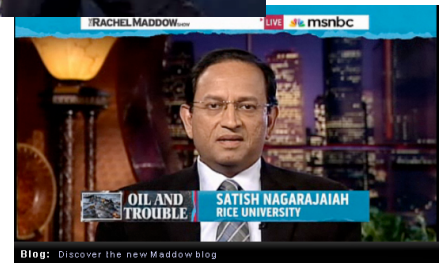 THE RACHEL MADDOW SHOW
LIVE msnbc
OIL AND
TROUBLE
SATISH NAGARAJAIAH
RICE UNIVERSITY
Blog: Discover the new Maddow blog